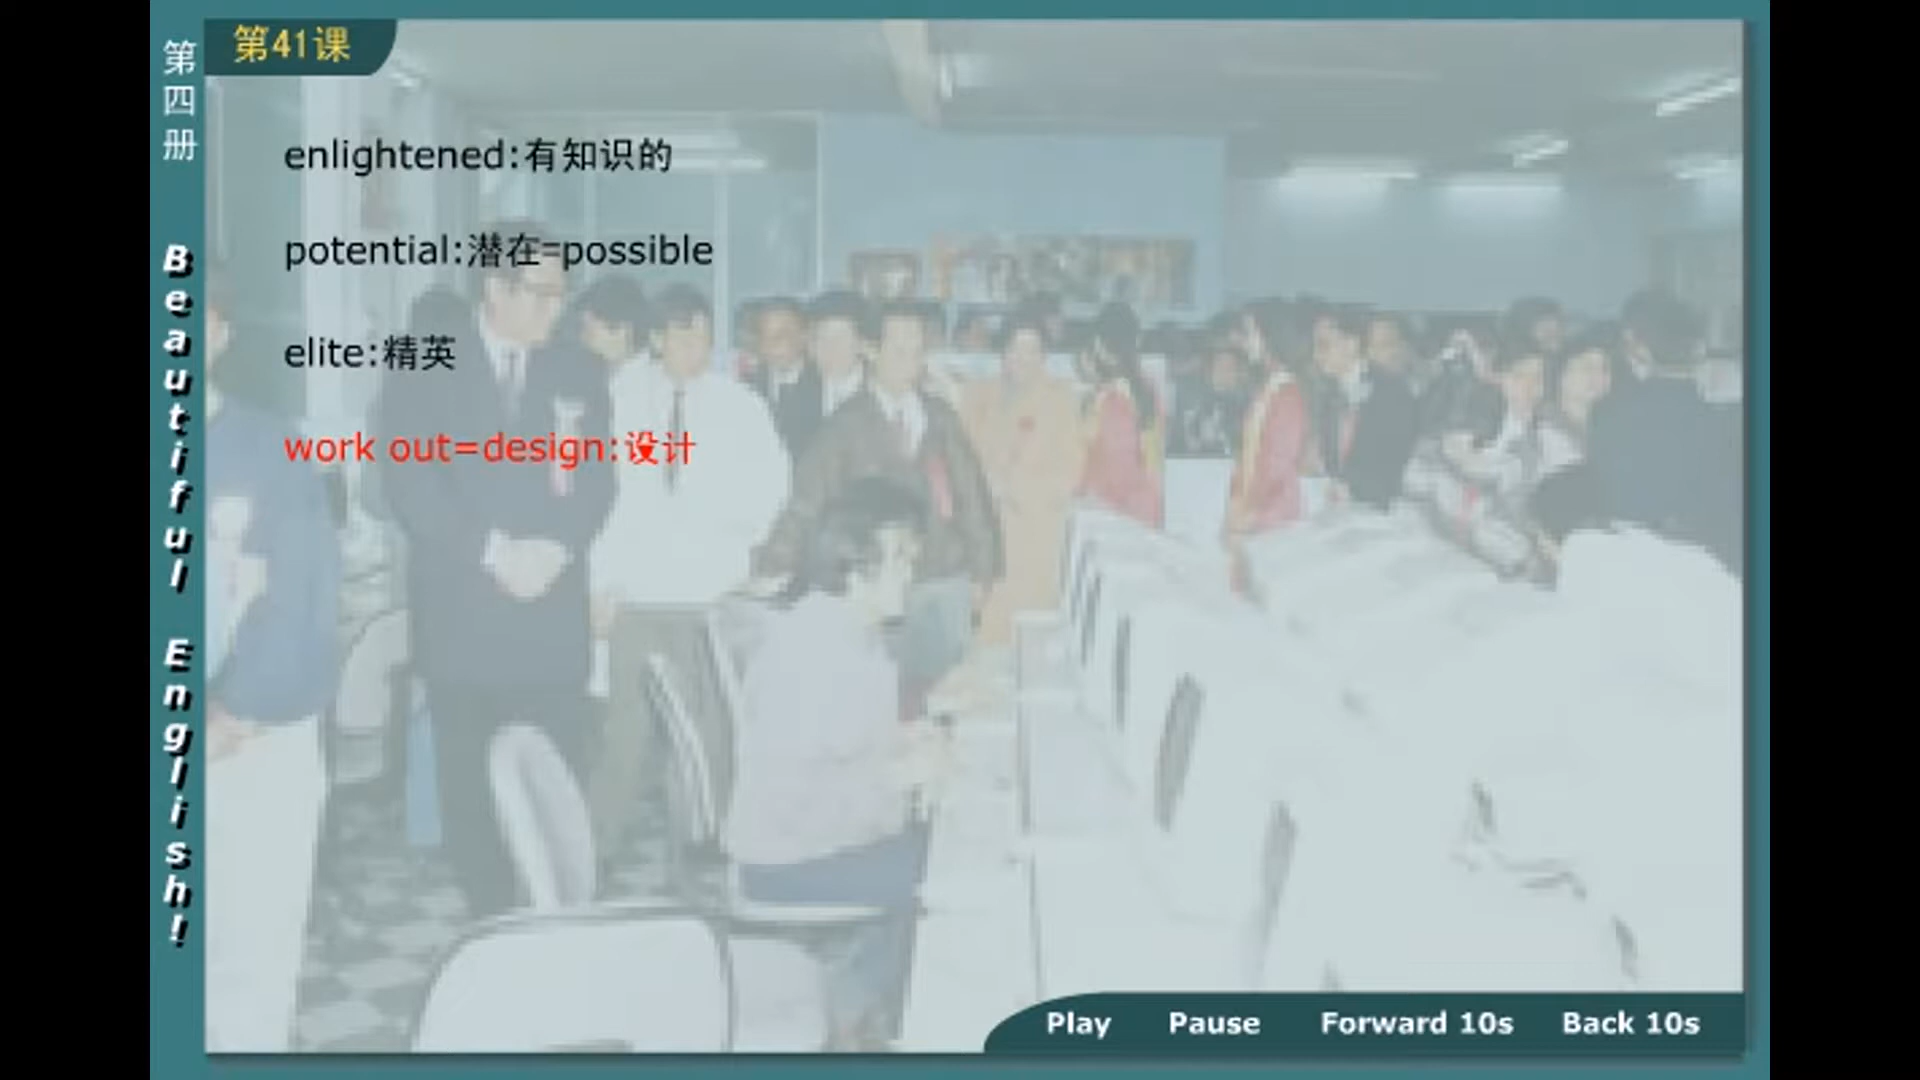 第四册
Beautiful English!
第41课
enlightened:有知识的
potential:潜在=possible
elite:精英
work out=design:设计
Play Pause Forward 10s Back 10s